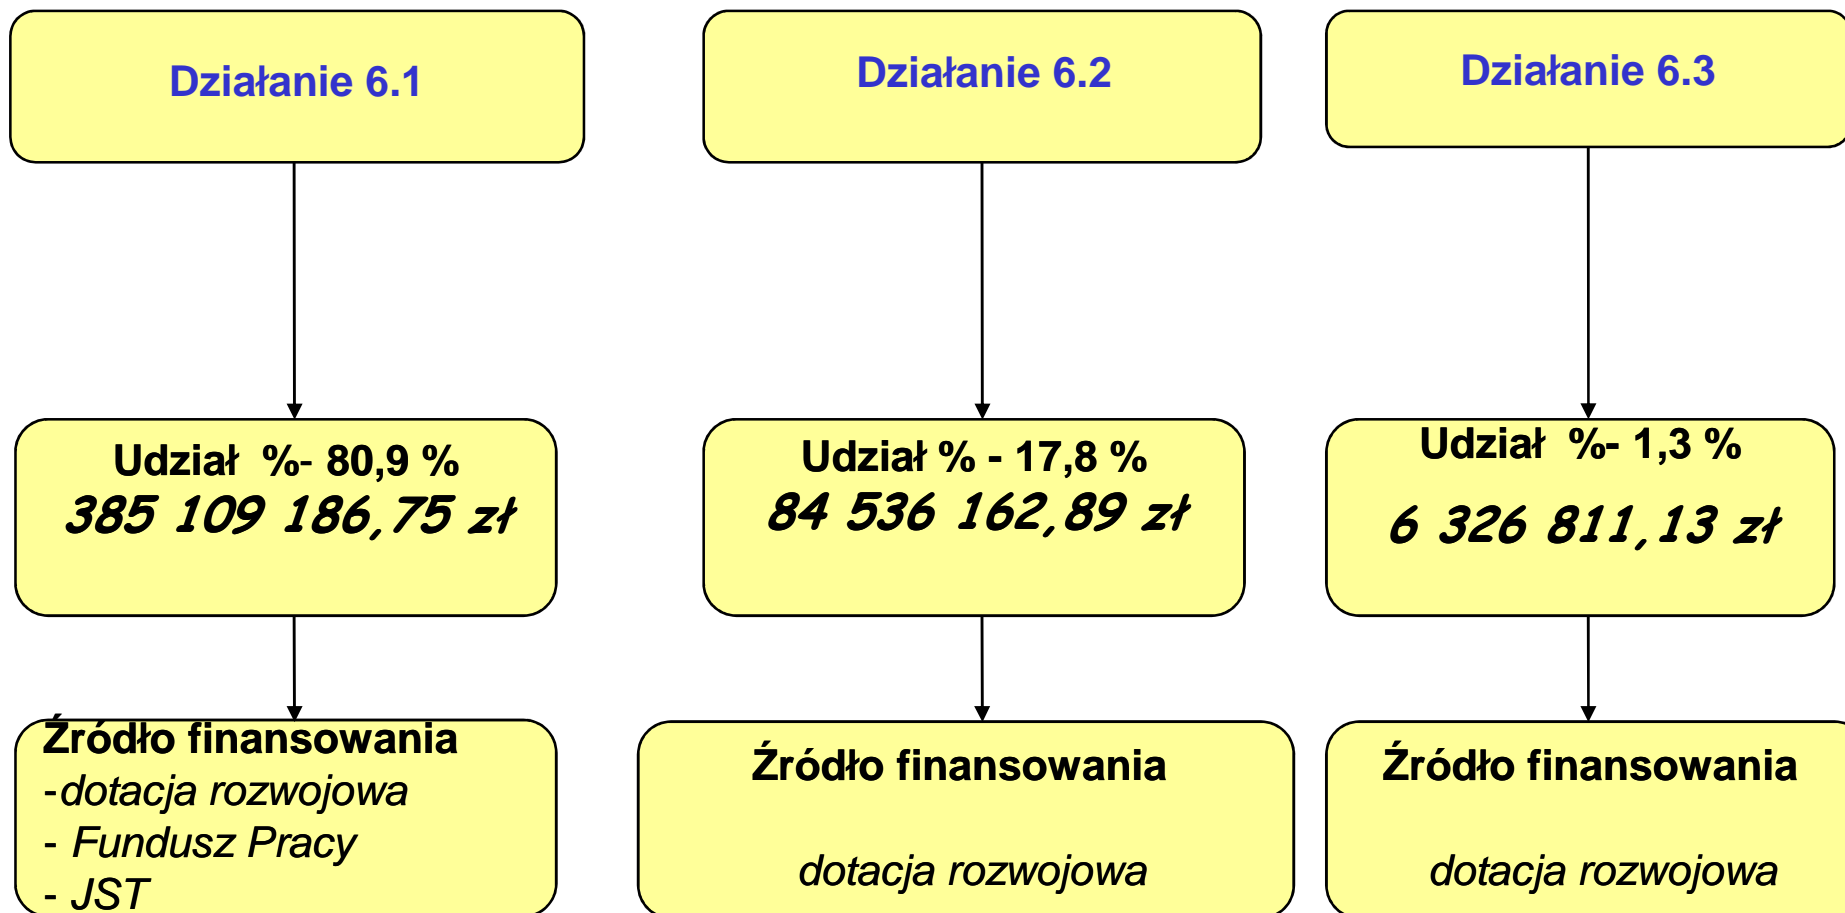 Działanie 6.1
Działanie 6.2
Działanie 6.3
Udział %- 80,9 %
385 109 186,75 zł
Udział % - 17,8 %
84 536 162,89 zł
Udział %- 1,3 %
6 326 811,13 zł
Źródło finansowania
-dotacja rozwojowa
- Fundusz Pracy
- JST
Źródło finansowania
dotacja rozwojowa
Źródło finansowania
dotacja rozwojowa